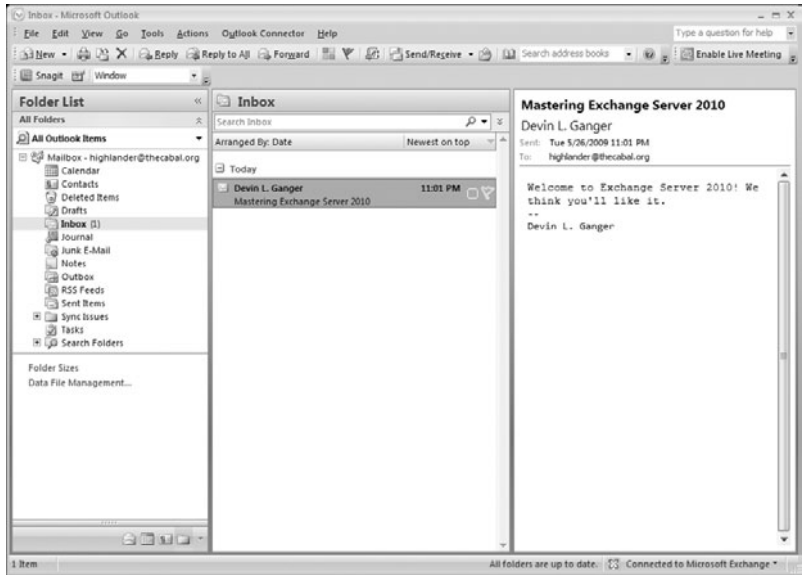 Inbox - Microsoft Outlook
File Edit View Go Tools Actions Outlook Connector Help
Type a question for help
New Reply Reply to All Forward Send/Receive Search address books Enable Live Meeting
Snagit Window
Folder List
All Folders
All Outlook Items
Mailbox - highlander@thecabal.org
Calendar
Contacts
Deleted Items
Drafts
Inbox (1)
Journal
Junk E-Mail
Notes
Outbox
RSS Feeds
Sent Items
Sync Issues
Tasks
Search Folders
Folder Sizes
Data File Management...
Inbox
Search Inbox
Arranged By: Date Newest on top
Today
Devin L. Ganger 11:01 PM
Mastering Exchange Server 2010
Mastering Exchange Server 2010
Devin L. Ganger
Sent: Tue 5/26/2009 11:01 PM
To: highlander@thecabal.org
Welcome to Exchange Server 2010! We
think you'll like it.
--
Devin L. Ganger
1 Item
All folders are up to date. Connected to Microsoft Exchange